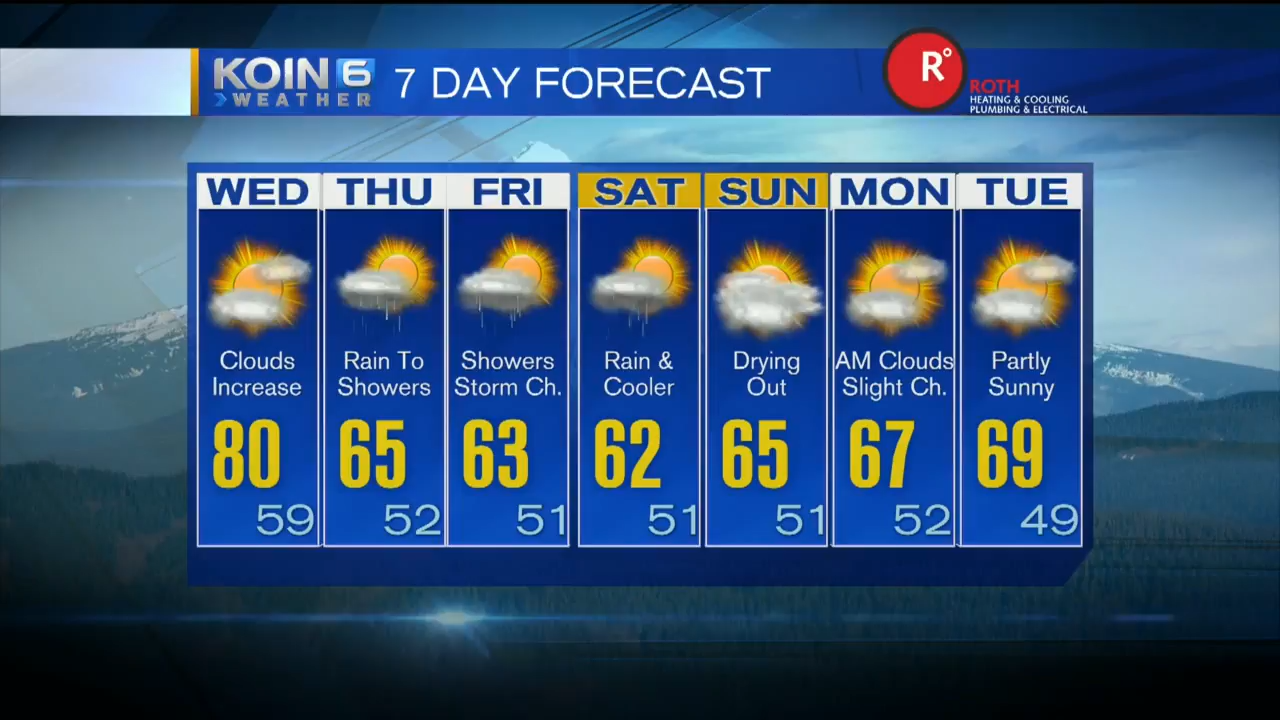 KOIN 6
WEATHER
7 DAY FORECAST
R°
ROTH
HEATING & COOLING
PLUMBING & ELECTRICAL
WED
THU
FRI
SAT
SUN
MON
TUE
Clouds
Increase
Rain To
Showers
Showers
Storm Ch.
Rain &
Cooler
Drying
Out
AM Clouds
Slight Ch.
Partly
Sunny
80
65
63
62
65
67
69
59
52
51
51
51
52
49